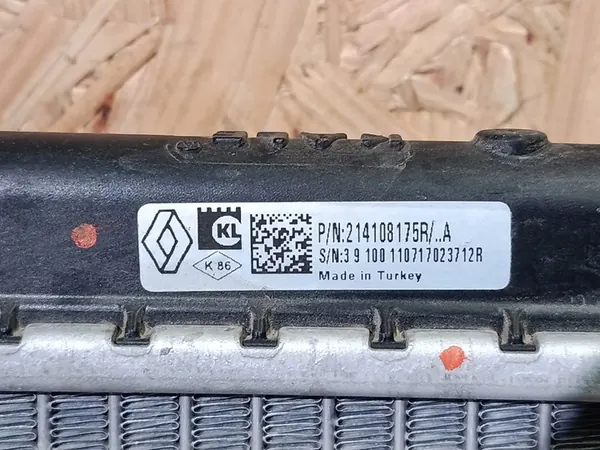 KL
K 86
P/N:214108175R/..A
S/N:3 9 100 110717023712R
Made in Turkey